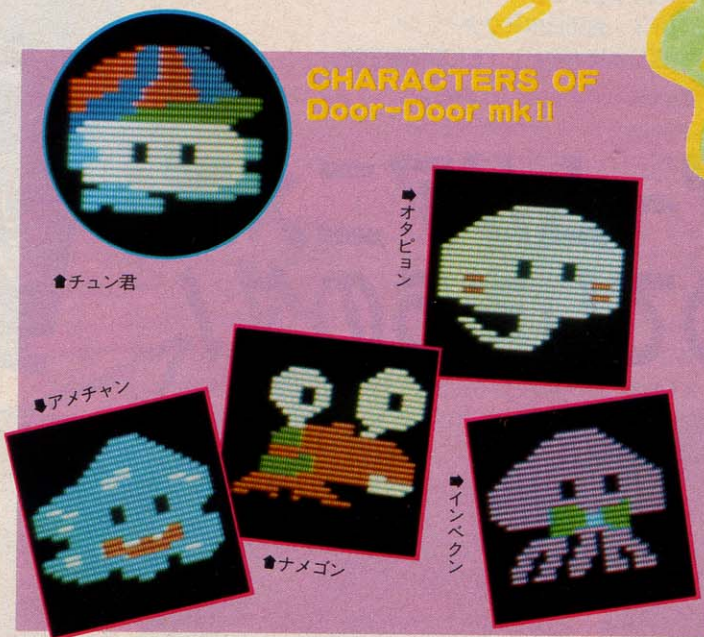 CHARACTERS OF
Door-Door mkII
⬆チュン君
➡オタピョン
⬇アメチャン
⬆ナメゴン
➡インベクン